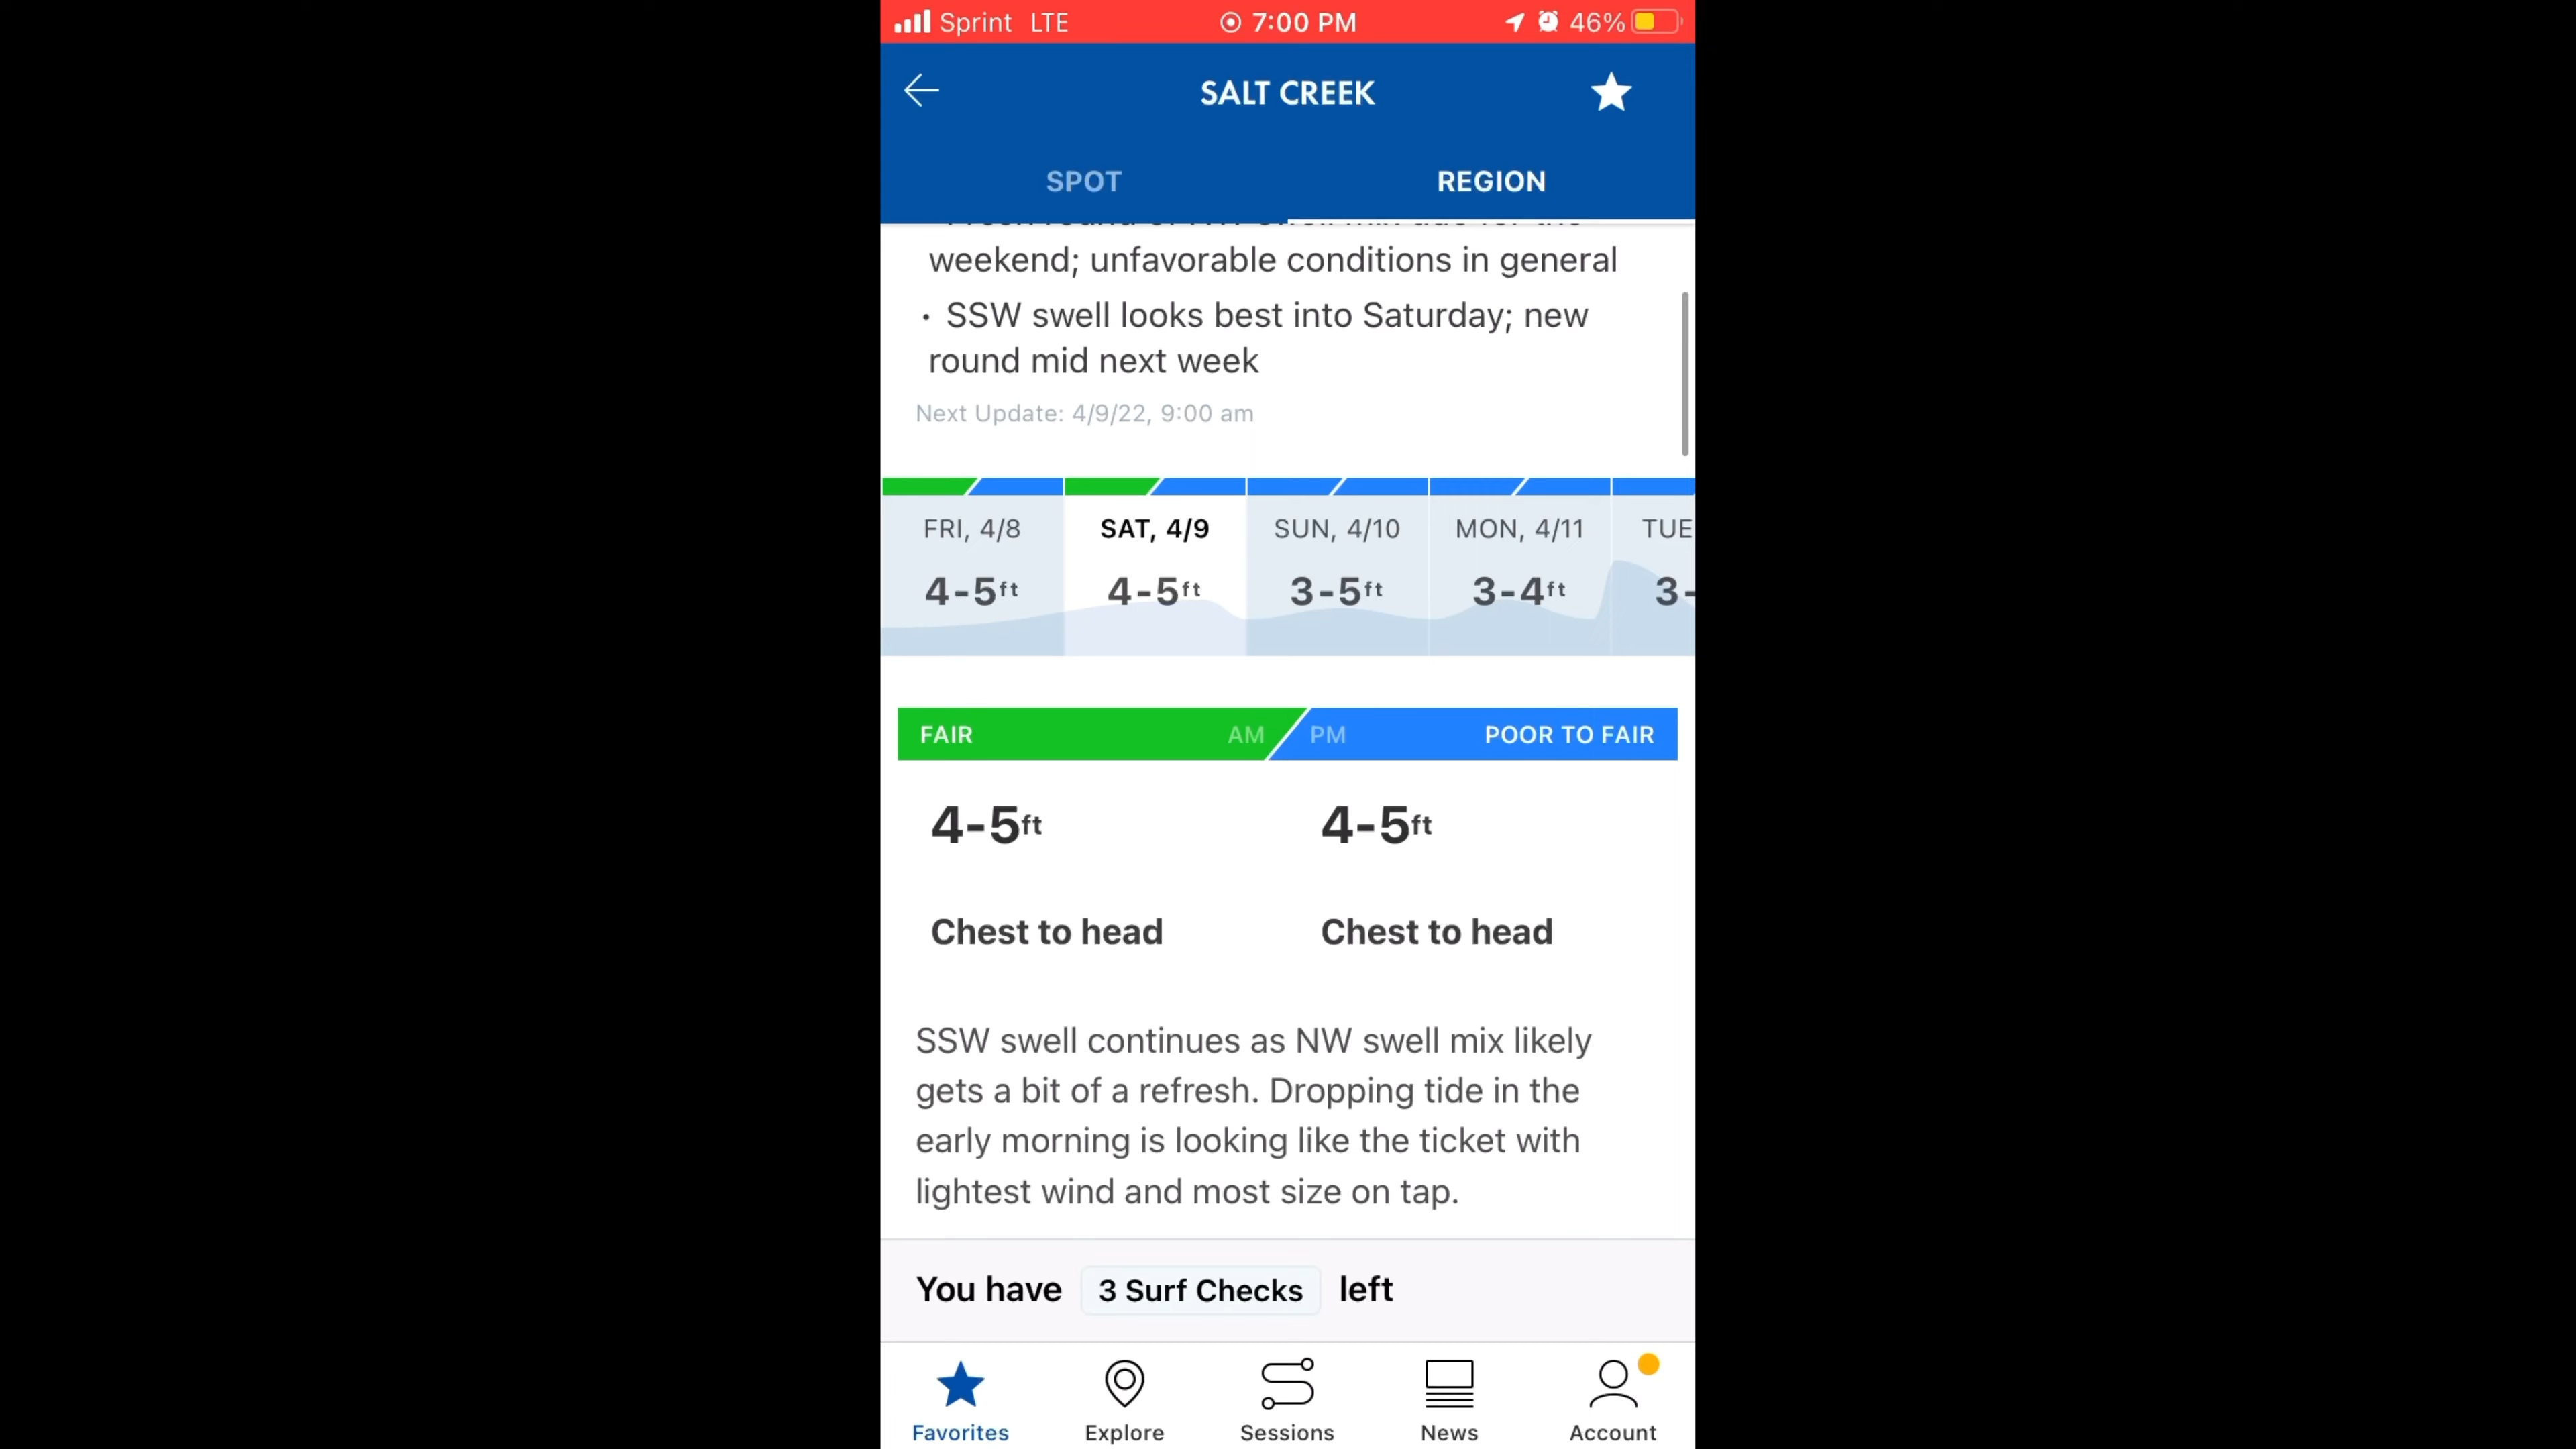 Sprint LTE 7:00 PM 46%
SALT CREEK
SPOT REGION
weekend; unfavorable conditions in general
· SSW swell looks best into Saturday; new
round mid next week
Next Update: 4/9/22, 9:00 am
FRI, 4/8 SAT, 4/9 SUN, 4/10 MON, 4/11 TUE
4-5ft 4-5ft 3-5ft 3-4ft 3-
FAIR AM PM POOR TO FAIR
4-5ft 4-5ft
Chest to head Chest to head
SSW swell continues as NW swell mix likely
gets a bit of a refresh. Dropping tide in the
early morning is looking like the ticket with
lightest wind and most size on tap.
You have 3 Surf Checks left
Favorites Explore Sessions News Account